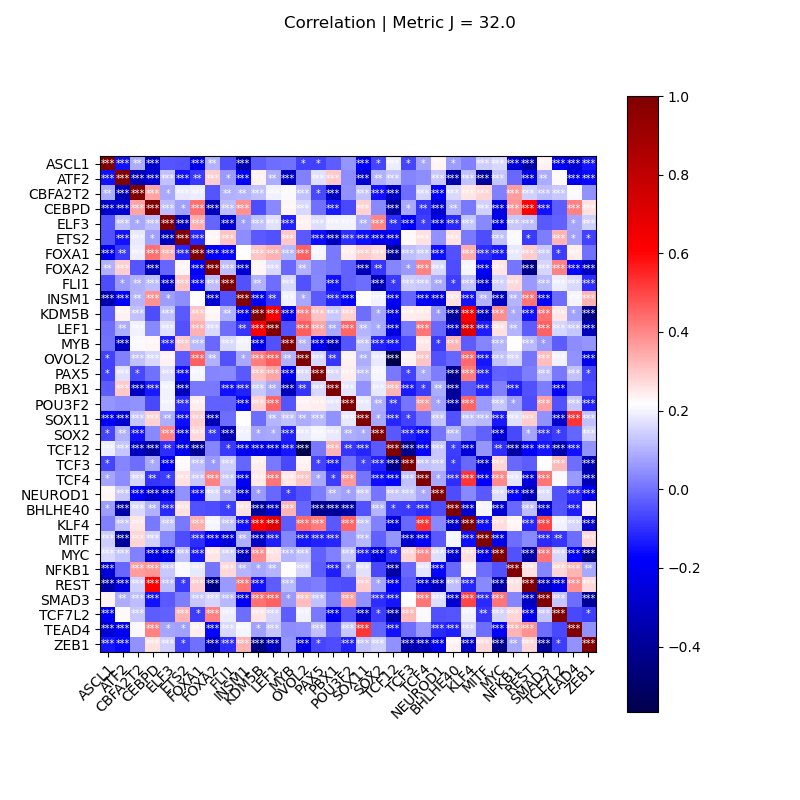 Correlation | Metric J = 32.0
ASCL1
ATF2
CBFA2T2
CEBPD
ELF3
ETS2
FOXA1
FOXA2
FLI1
INSM1
KDM5B
LEF1
MYB
OVOL2
PAX5
PBX1
POU3F2
SOX11
SOX2
TCF12
TCF3
TCF4
NEUROD1
BHLHE40
KLF4
MITF
MYC
NFKB1
REST
SMAD3
TCF7L2
TEAD4
ZEB1
ASCL1
ATF2
CBFA2T2
CEBPD
ELF3
ETS2
FOXA1
FOXA2
FLI1
INSM1
KDM5B
LEF1
MYB
OVOL2
PAX5
PBX1
POU3F2
SOX11
SOX2
TCF12
TCF3
TCF4
NEUROD1
BHLHE40
KLF4
MITF
MYC
NFKB1
REST
SMAD3
TCF7L2
TEAD4
ZEB1
1.0
0.8
0.6
0.4
0.2
0.0
−0.2
−0.4